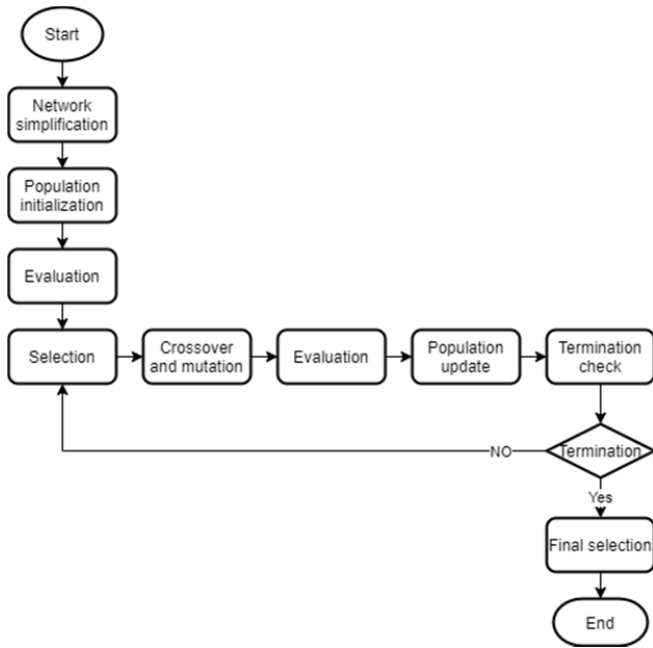 Start
Network
simplification
Population
initialization
Evaluation
Selection
Crossover
and mutation
Evaluation
Population
update
Termination
check
Termination
NO
Yes
Final selection
End